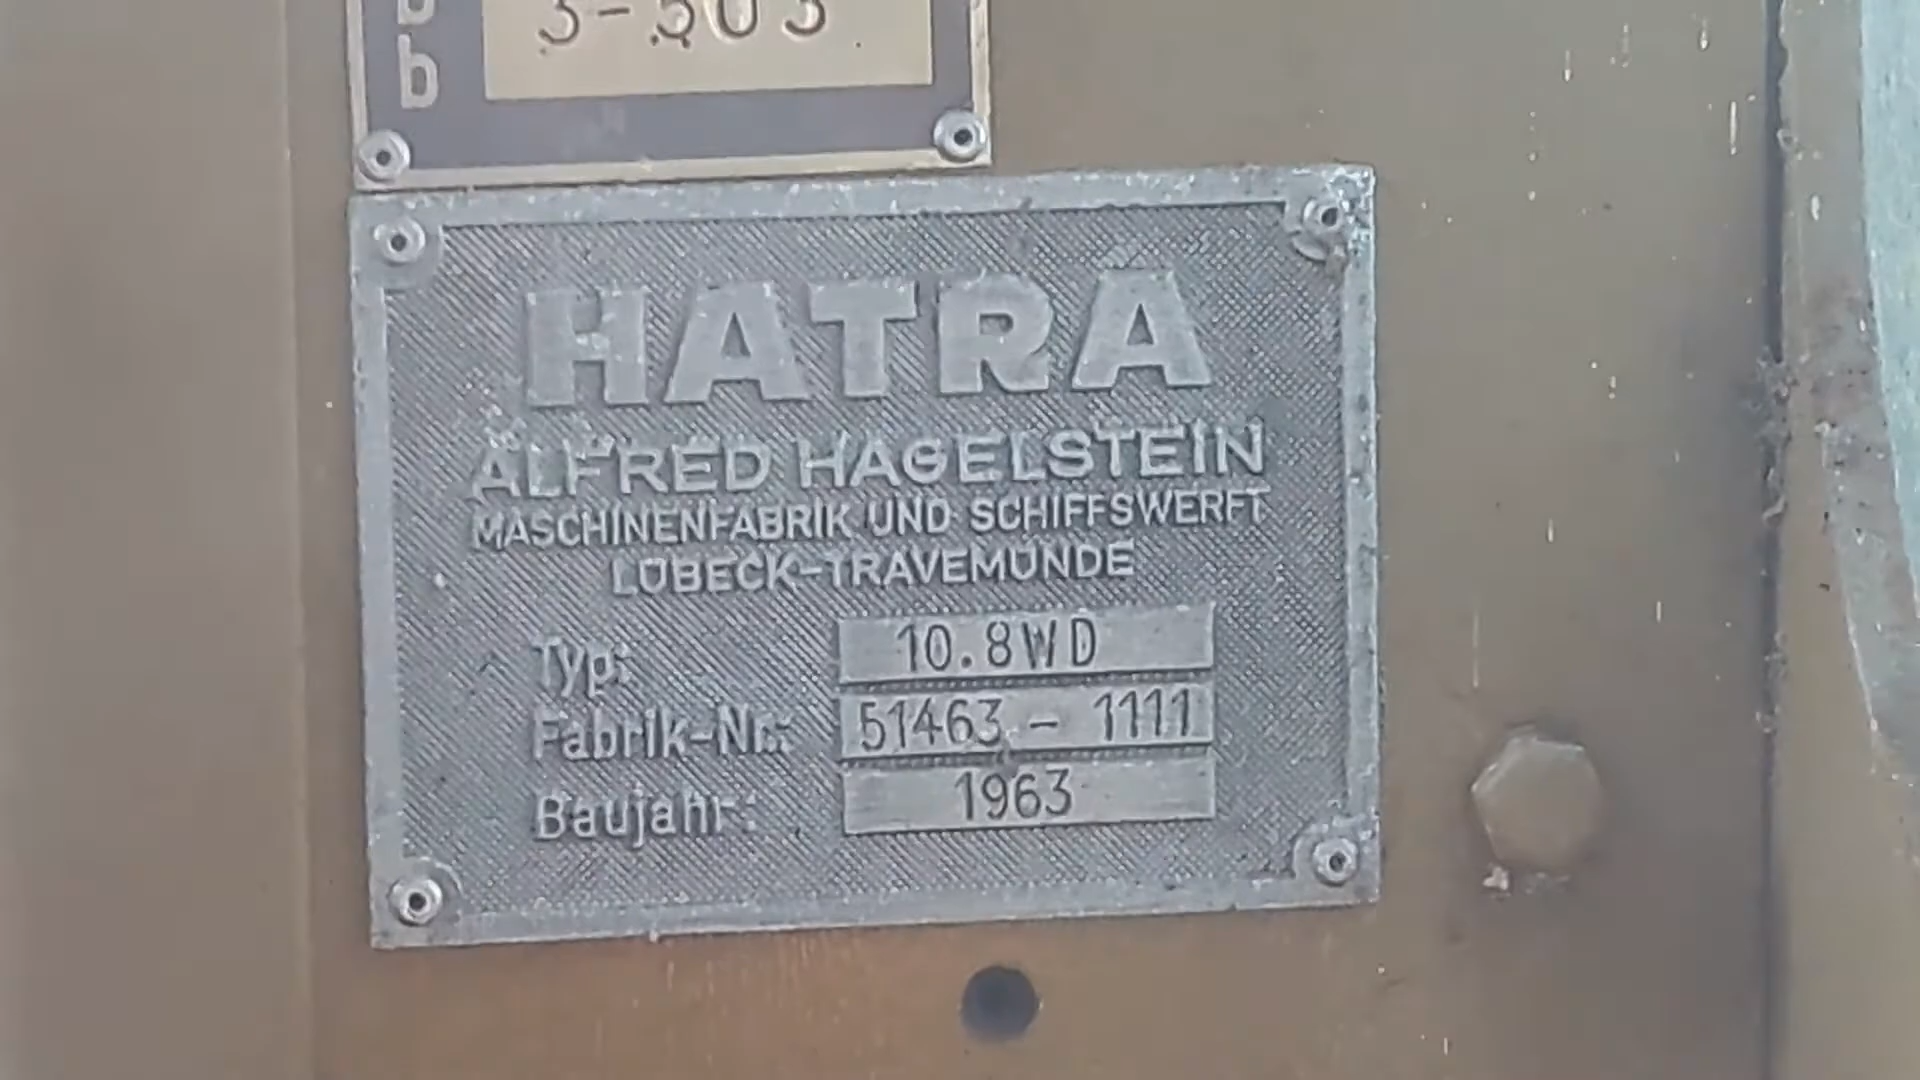 b
3-503
HATRA
ALFRED HAGELSTEIN
MASCHINENFABRIK UND SCHIFFSWERFT
LÜBECK-TRAVEMÜNDE
Typ: 10.8WD
Fabrik-Nr.: 51463 - 1111
Baujahr: 1963